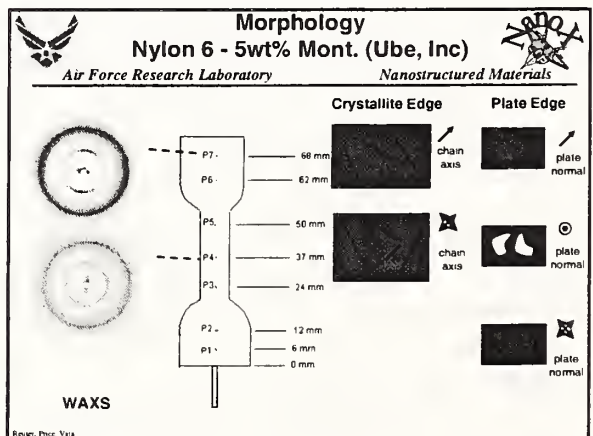 Morphology
Nylon 6 - 5wt% Mont. (Ube, Inc)
NanoX
Air Force Research Laboratory
Nanostructured Materials
Crystallite Edge
Plate Edge
P7
68 mm
chain axis
plate normal
P6
62 mm
P5
50 mm
chain axis
plate normal
P4
37 mm
P3
24 mm
P2
12 mm
P1
6 mm
0 mm
plate normal
WAXS